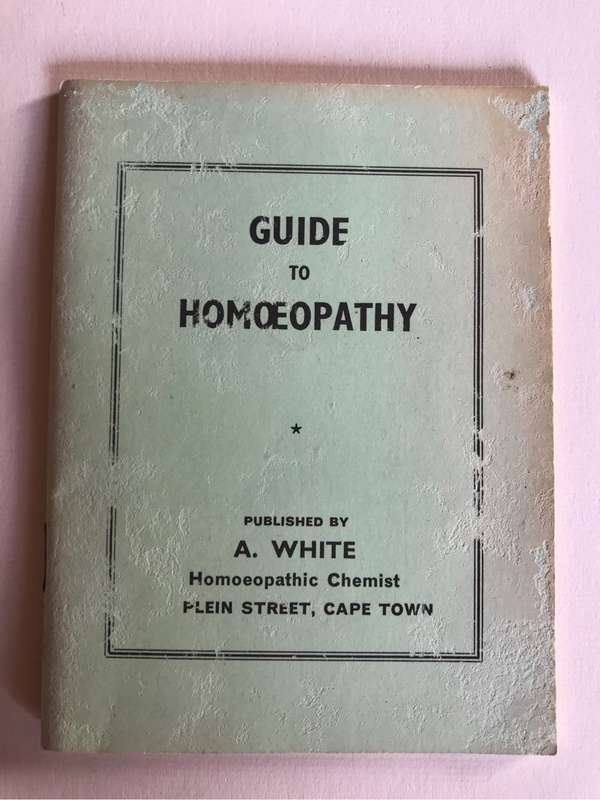 GUIDE
TO
HOMŒOPATHY
★
PUBLISHED BY
A. WHITE
Homoeopathic Chemist
PLEIN STREET, CAPE TOWN